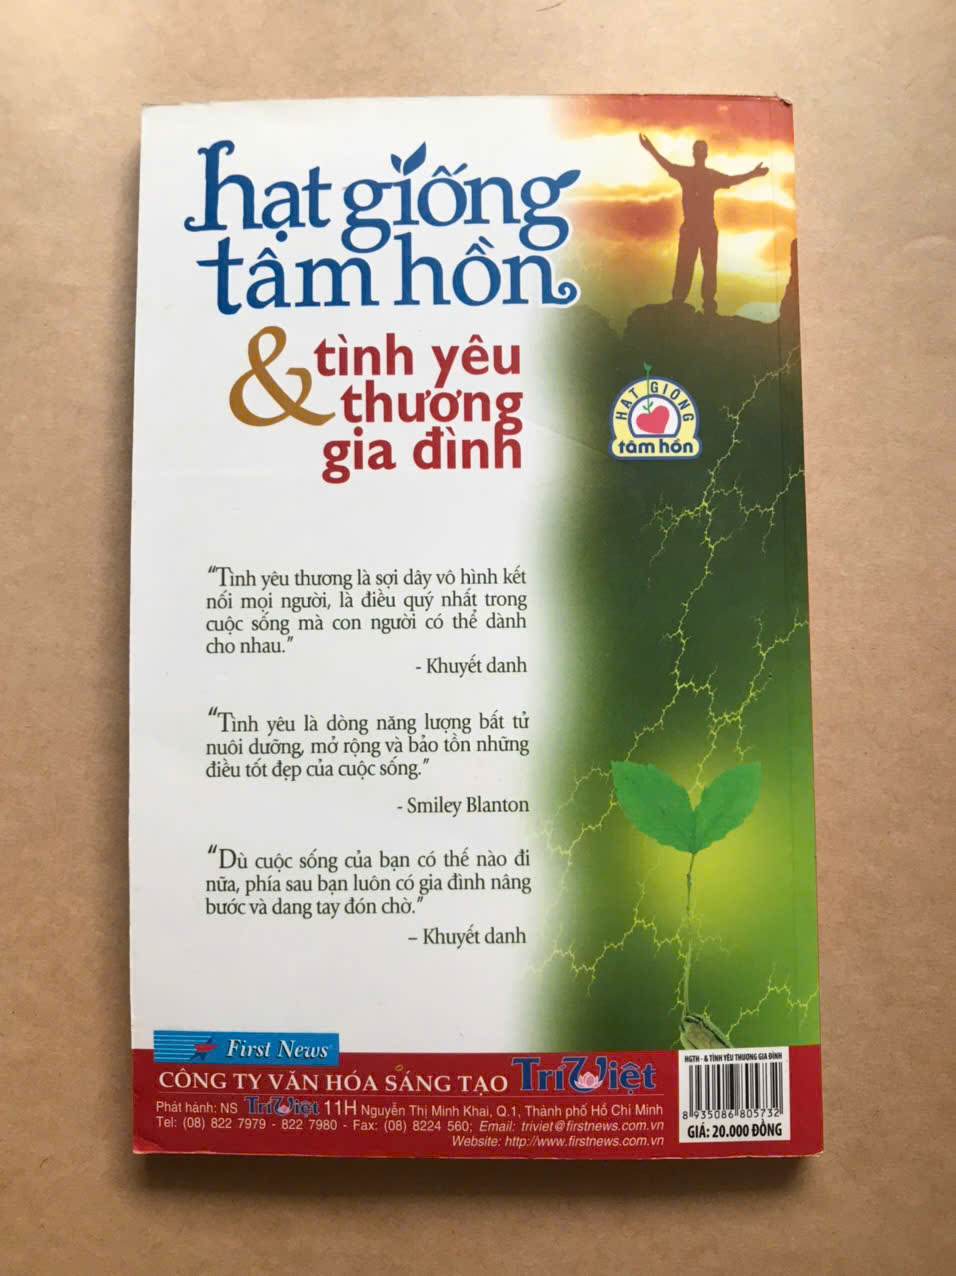 hạt giống
tâm hồn
& tình yêu
thương
gia đình
HAT GIONG
tâm hồn
“Tình yêu thương là sợi dây vô hình kết
nối mọi người, là điều quý nhất trong
cuộc sống mà con người có thể dành
cho nhau.”
- Khuyết danh
“Tình yêu là dòng năng lượng bất tử
nuôi dưỡng, mở rộng và bảo tồn những
điều tốt đẹp của cuộc sống.”
- Smiley Blanton
“Dù cuộc sống của bạn có thế nào đi
nữa, phía sau bạn luôn có gia đình nâng
bước và dang tay đón chờ.”
– Khuyết danh
First News
CÔNG TY VĂN HÓA SÁNG TẠO Trí Việt
Phát hành: NS Trí Việt 11H Nguyễn Thị Minh Khai, Q.1, Thành phố Hồ Chí Minh
Tel: (08) 822 7979 - 822 7980 - Fax: (08) 8224 560; Email: triviet@firstnews.com.vn
Website: http://www.firstnews.com.vn
HGTH - & TÌNH YÊU THƯƠNG GIA ĐÌNH
8 935086 805732
GIÁ: 20.000 ĐỒNG